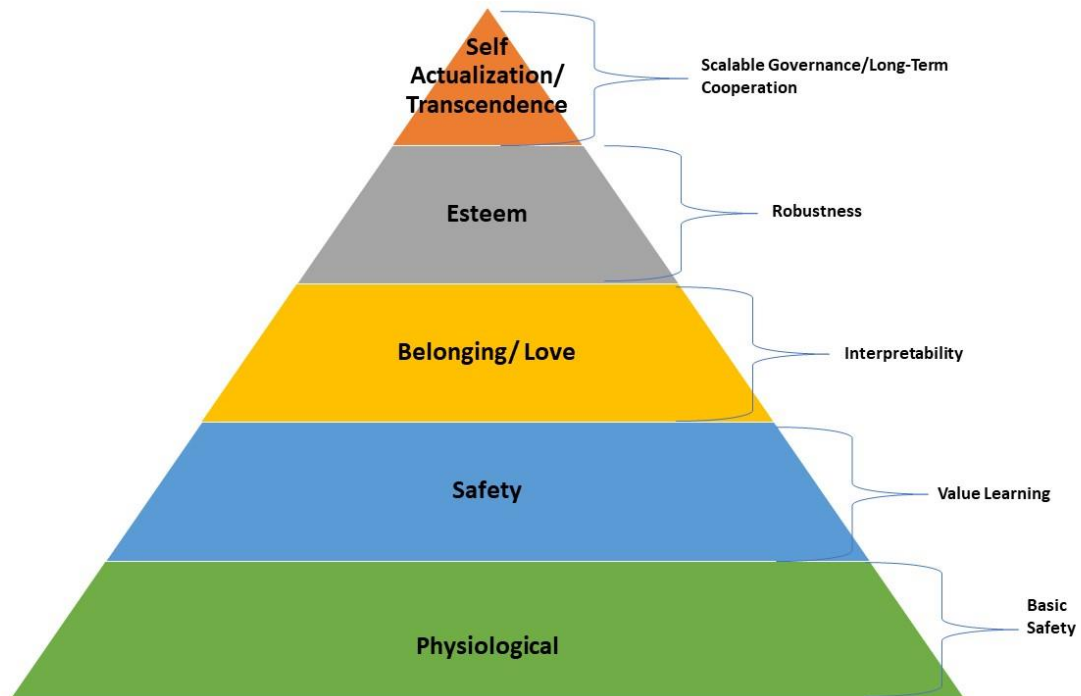 Self
Actualization/
Transcendence
Scalable Governance/Long-Term
Cooperation
Esteem
Robustness
Belonging/ Love
Interpretability
Safety
Value Learning
Physiological
Basic
Safety